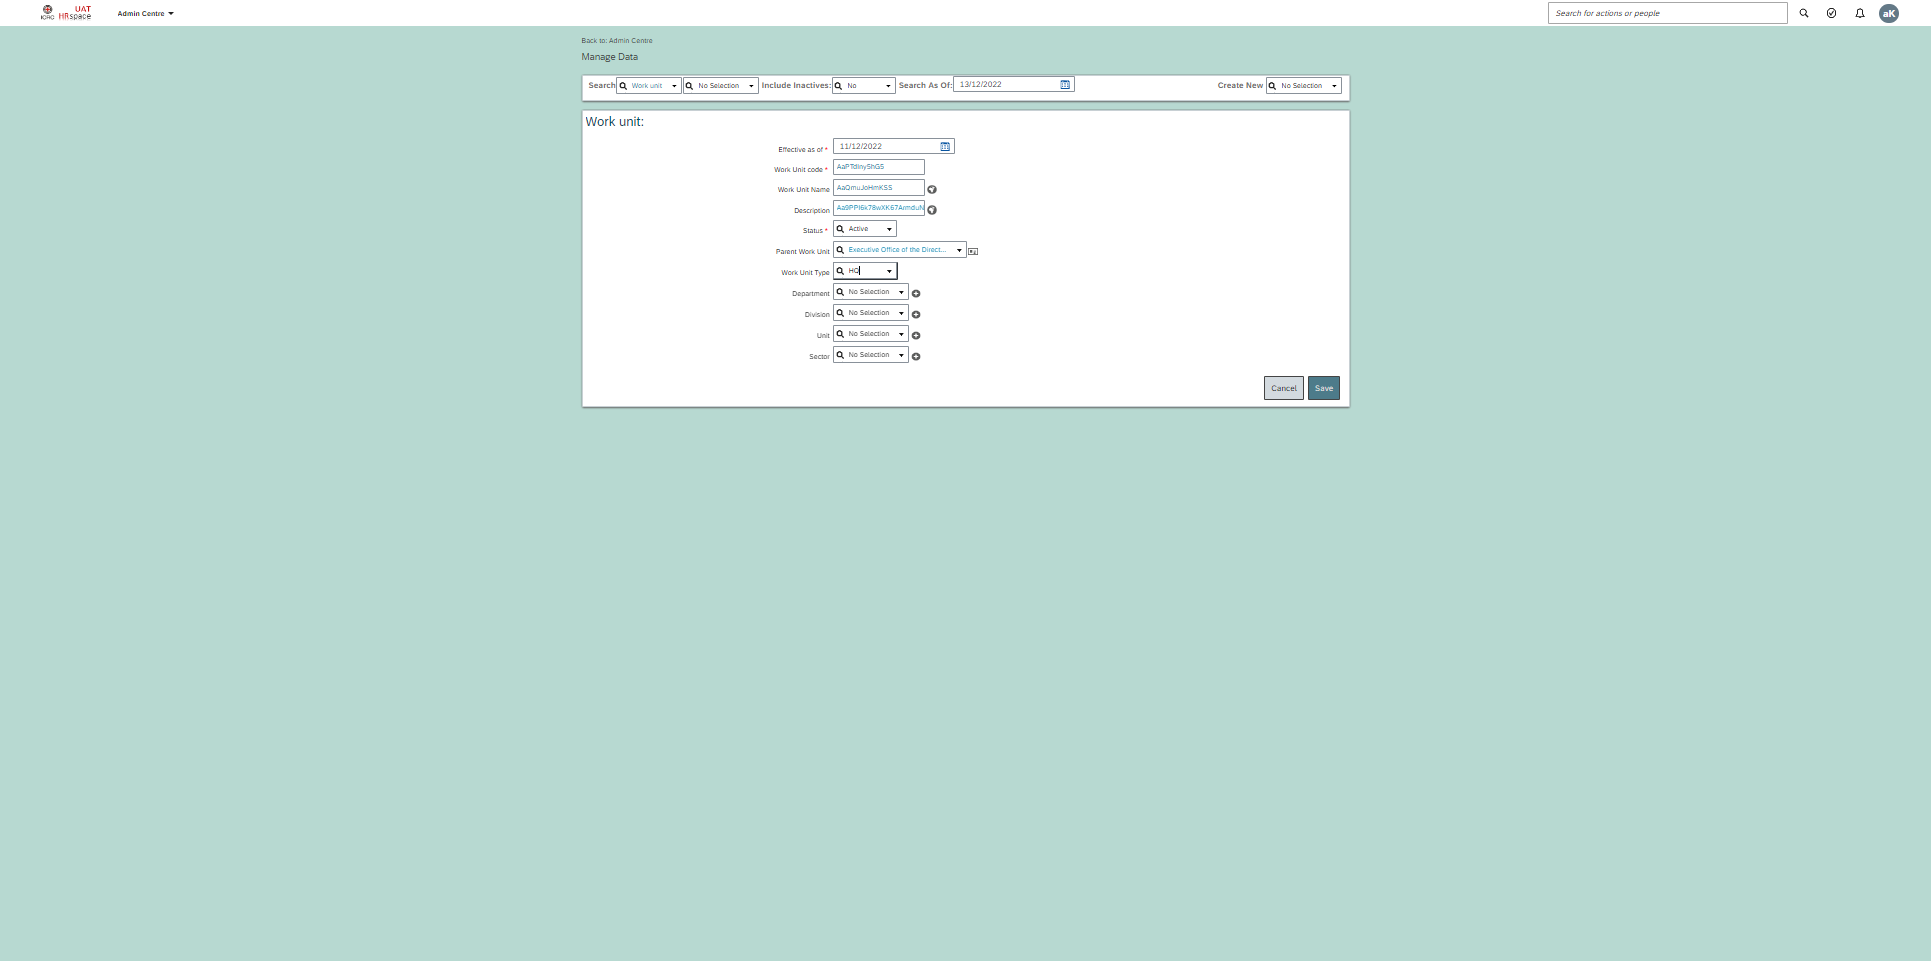 UAT
ICRC HRspace
Admin Centre
Search for actions or people
aK
Back to: Admin Centre
Manage Data
Search Work unit No Selection Include Inactives: No Search As Of: 13/12/2022 Create New No Selection
Work unit:
Effective as of * 11/12/2022
Work Unit code *
Work Unit Name AaQmuJoHmKSS
Description
Status * Active
Parent Work Unit Executive Office of the Direct...
Work Unit Type HQ
Department No Selection
Division No Selection
Unit No Selection
Sector No Selection
Cancel Save